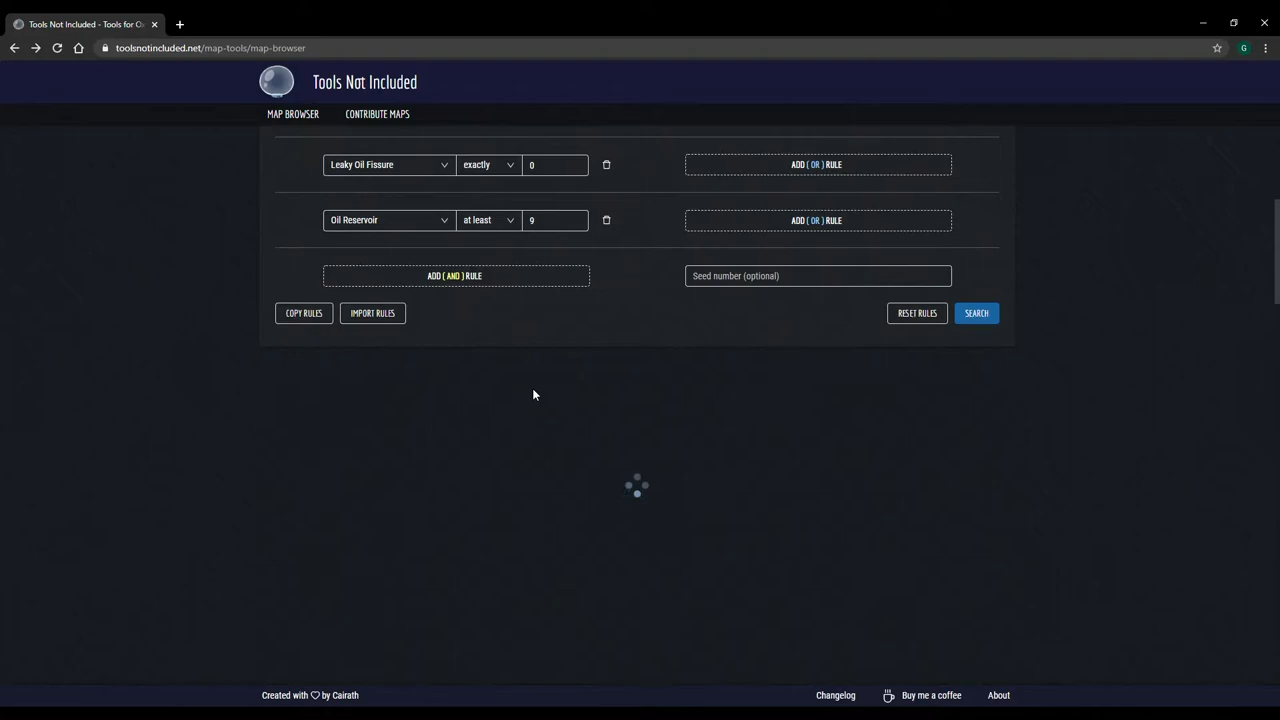 Tools Not Included - Tools for Ox
toolsnotincluded.net/map-tools/map-browser
G
Tools Not Included
MAP BROWSER CONTRIBUTE MAPS
Leaky Oil Fissure exactly 0 ADD ( OR ) RULE
Oil Reservoir at least 9 ADD ( OR ) RULE
ADD ( AND ) RULE Seed number (optional)
COPY RULES IMPORT RULES RESET RULES SEARCH
Created with ♡ by Cairath Changelog Buy me a coffee About